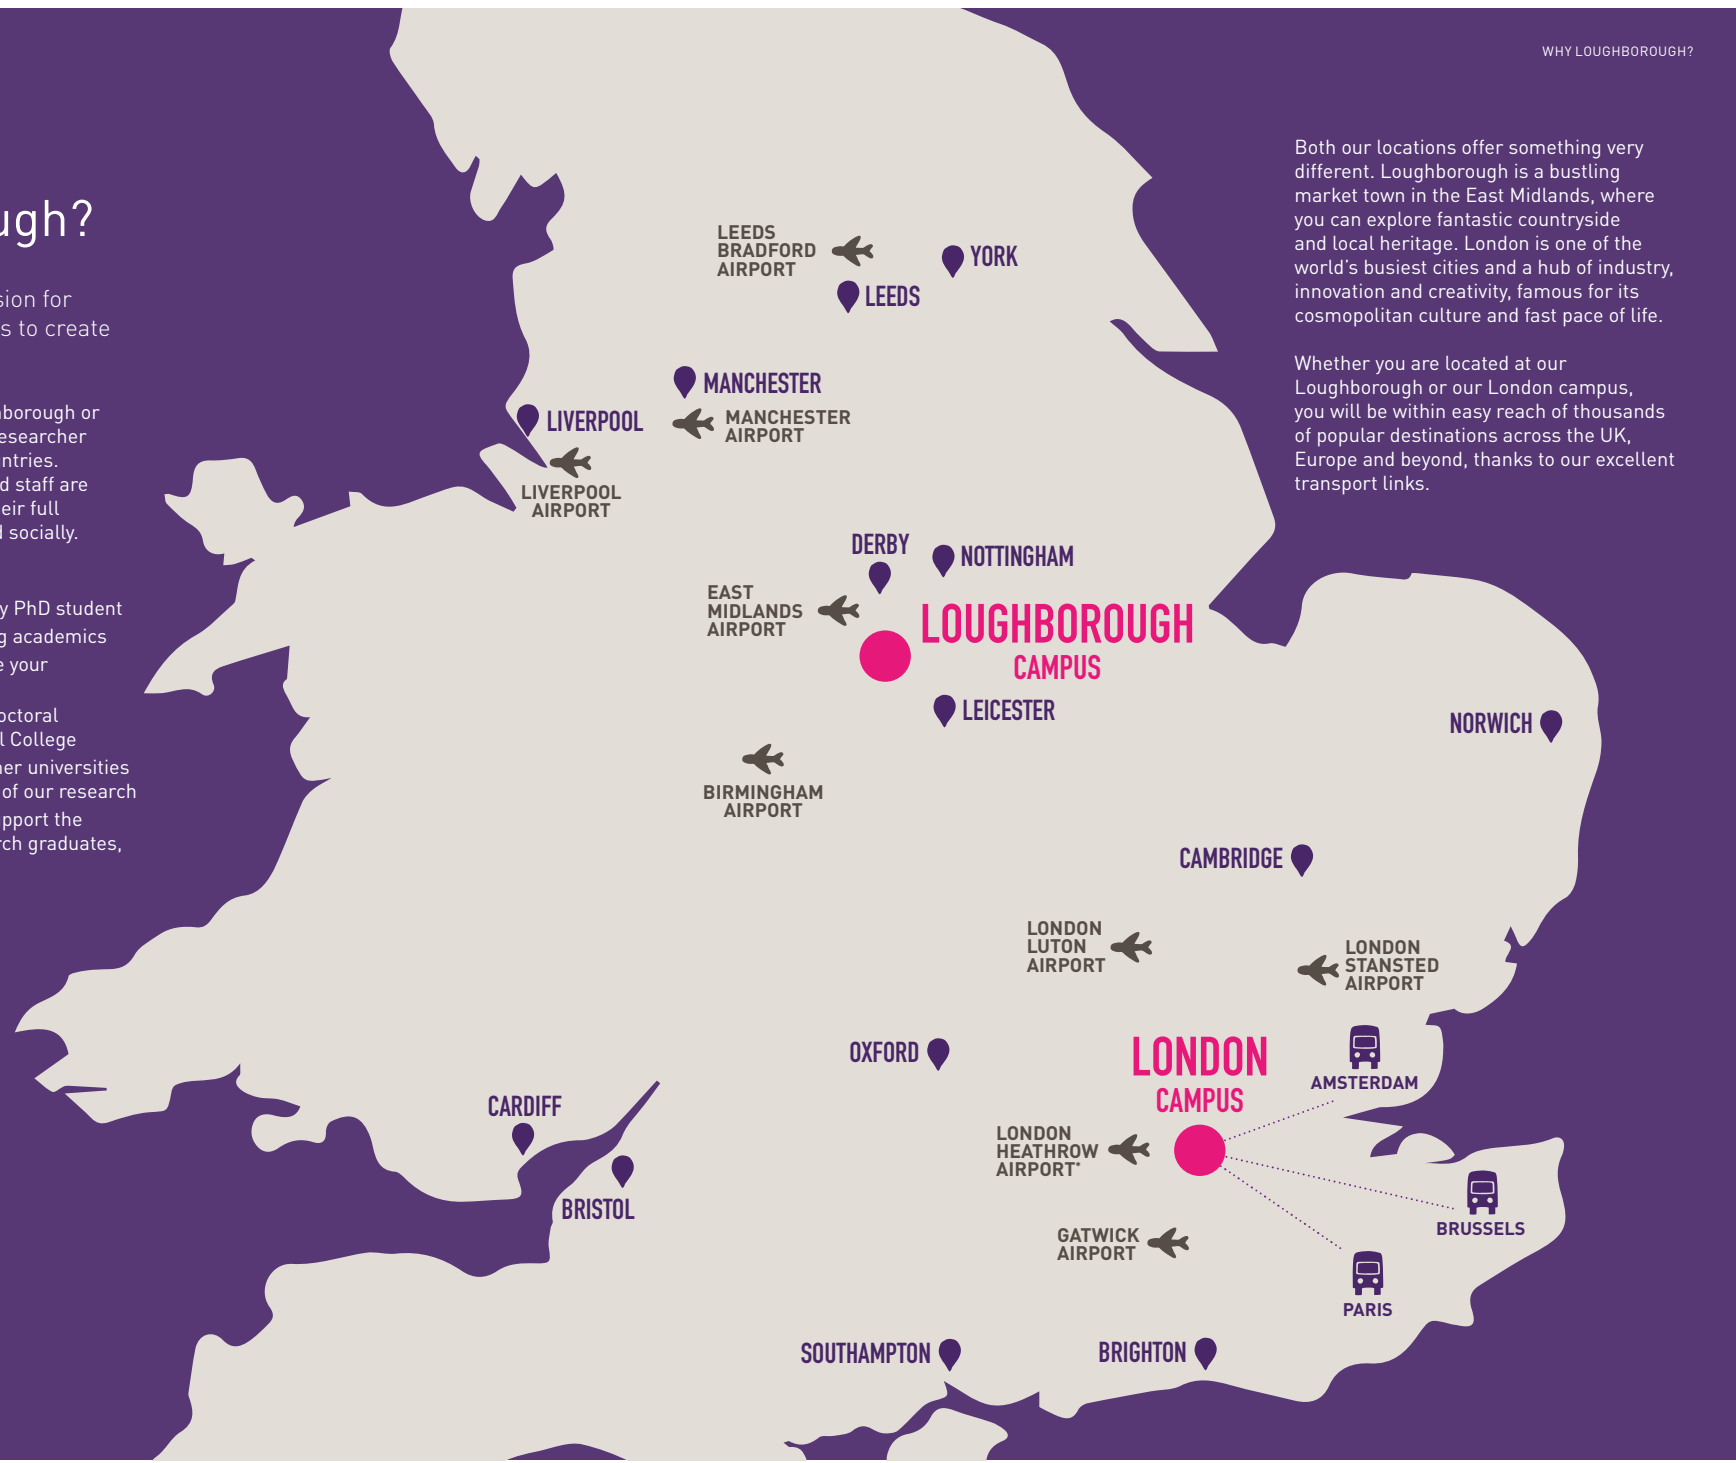 WHY LOUGHBOROUGH?
ugh?
sion for
s to create
borough or
esearcher
ntries.
d staff are
eir full
socially.
y PhD student
g academics
e your
octoral
l College
er universities
of our research
pport the
rch graduates,
Both our locations offer something very
different. Loughborough is a bustling
market town in the East Midlands, where
you can explore fantastic countryside
and local heritage. London is one of the
world's busiest cities and a hub of industry,
innovation and creativity, famous for its
cosmopolitan culture and fast pace of life.
Whether you are located at our
Loughborough or our London campus,
you will be within easy reach of thousands
of popular destinations across the UK,
Europe and beyond, thanks to our excellent
transport links.
LEEDS
BRADFORD
AIRPORT
YORK
LEEDS
MANCHESTER
MANCHESTER
AIRPORT
LIVERPOOL
LIVERPOOL
AIRPORT
DERBY
NOTTINGHAM
EAST
MIDLANDS
AIRPORT
LOUGHBOROUGH
CAMPUS
LEICESTER
NORWICH
BIRMINGHAM
AIRPORT
CAMBRIDGE
LONDON
LUTON
AIRPORT
LONDON
STANSTED
AIRPORT
OXFORD
LONDON
CAMPUS
AMSTERDAM
CARDIFF
LONDON
HEATHROW
AIRPORT*
BRISTOL
BRUSSELS
GATWICK
AIRPORT
PARIS
SOUTHAMPTON
BRIGHTON